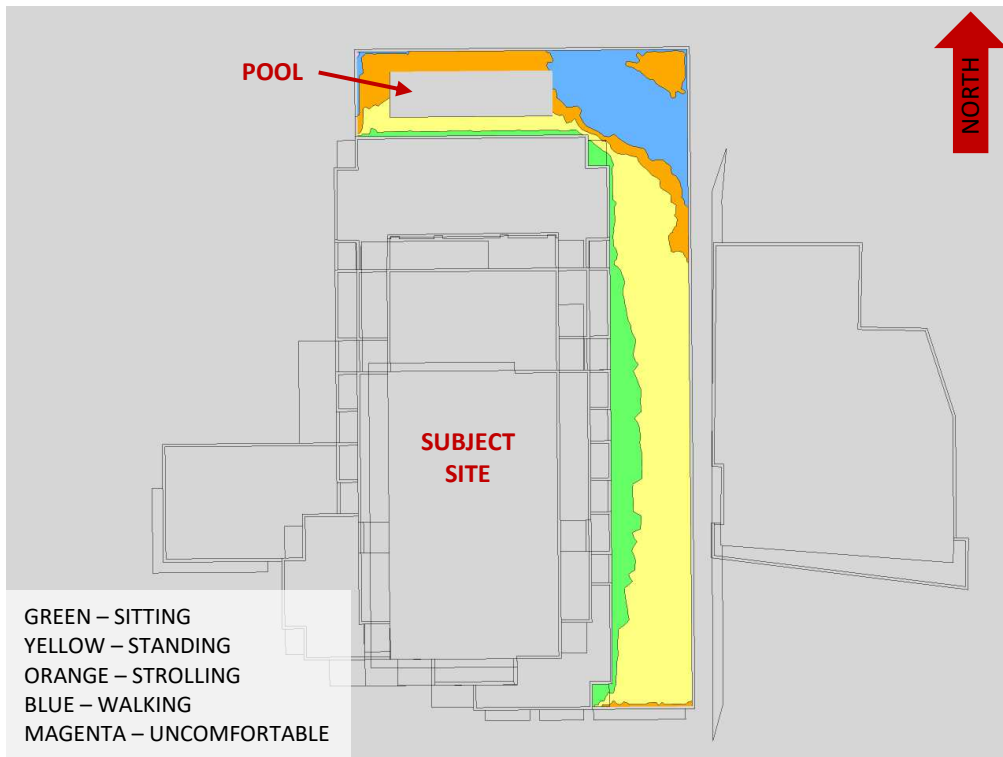 POOL
NORTH
SUBJECT
SITE
GREEN – SITTING
YELLOW – STANDING
ORANGE – STROLLING
BLUE – WALKING
MAGENTA – UNCOMFORTABLE